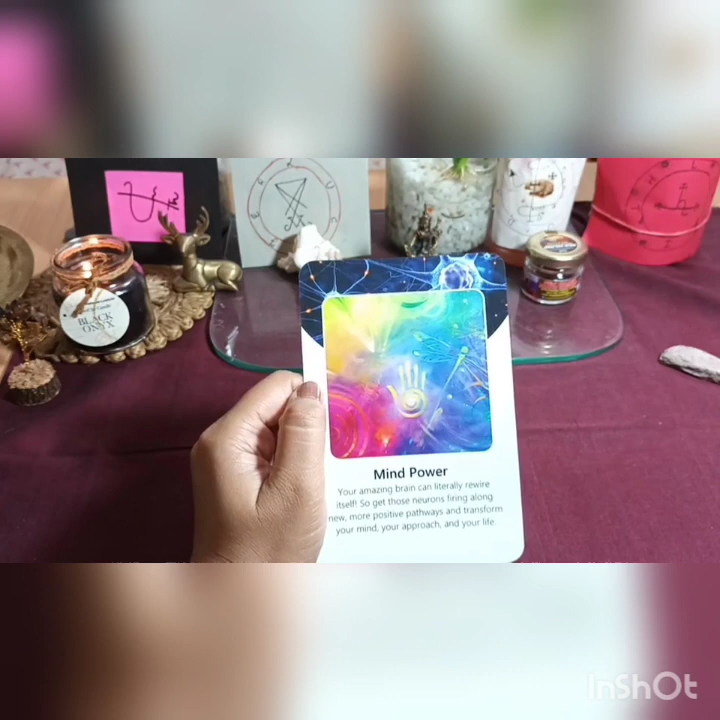 BLACK
ONYX
Mind Power
Your amazing brain can literally rewire
itself! So get those neurons firing along
new, more positive pathways and transform
your mind, your approach, and your life.
InShOt